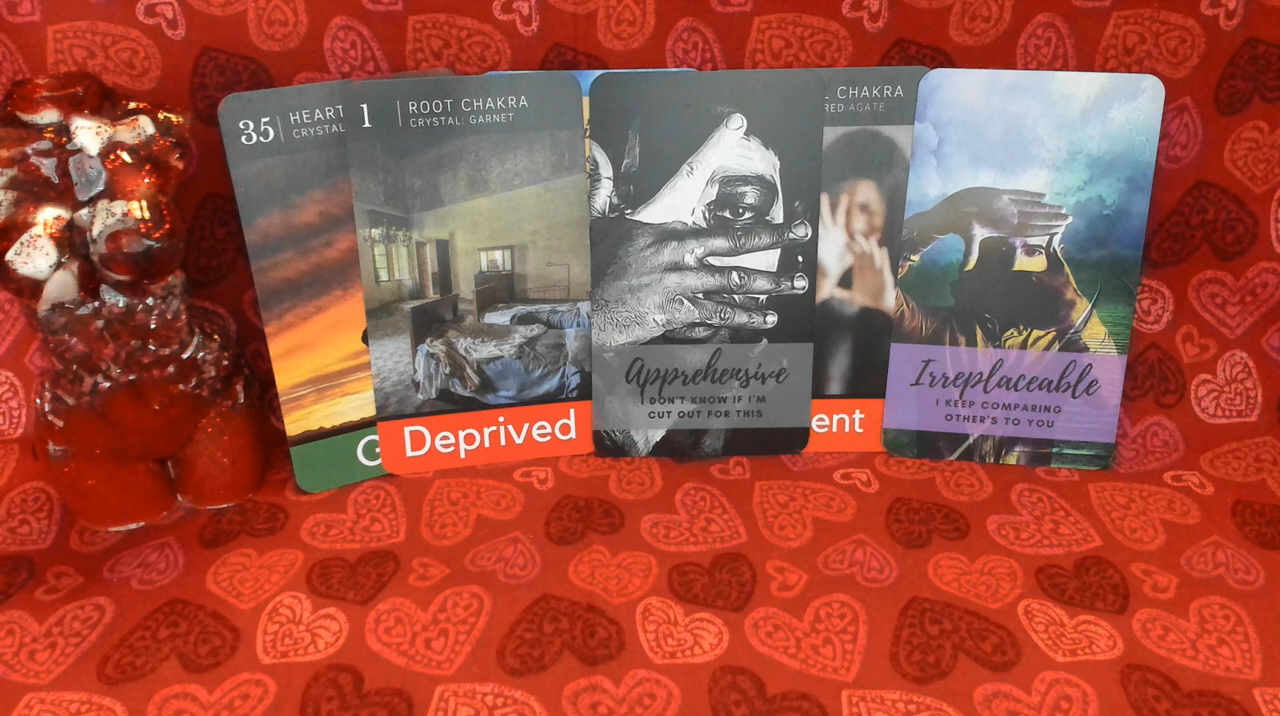 35 HEART
CRYSTAL
G
1 ROOT CHAKRA
CRYSTAL: GARNET
Deprived
Apprehensive
DON'T KNOW IF I'M
CUT OUT FOR THIS
L CHAKRA
RED AGATE
ent
Irreplaceable
I KEEP COMPARING
OTHER'S TO YOU